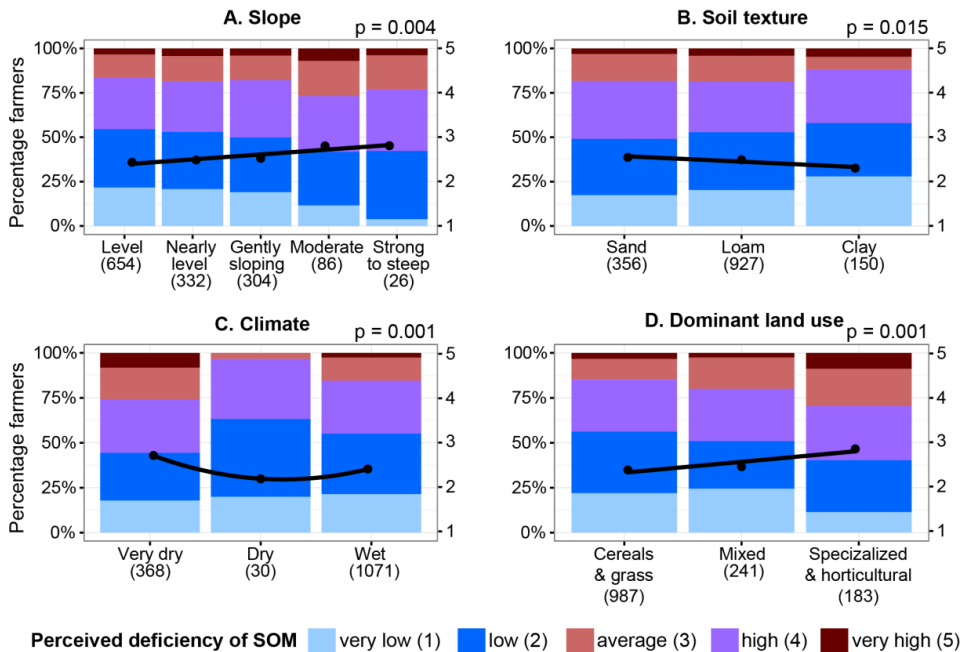 A. Slope
p = 0.004
Percentage farmers
100%
75%
50%
25%
0%
5
4
3
2
1
Level
(654)
Nearly
level
(332)
Gently
sloping
(304)
Moderate
(86)
Strong
to steep
(26)
B. Soil texture
p = 0.015
100%
75%
50%
25%
0%
5
4
3
2
1
Sand
(356)
Loam
(927)
Clay
(150)
C. Climate
p = 0.001
Percentage farmers
100%
75%
50%
25%
0%
5
4
3
2
1
Very dry
(368)
Dry
(30)
Wet
(1071)
D. Dominant land use
p = 0.001
100%
75%
50%
25%
0%
5
4
3
2
1
Cereals
& grass
(987)
Mixed
(241)
Specizalized
& horticultural
(183)
Perceived deficiency of SOM very low (1) low (2) average (3) high (4) very high (5)